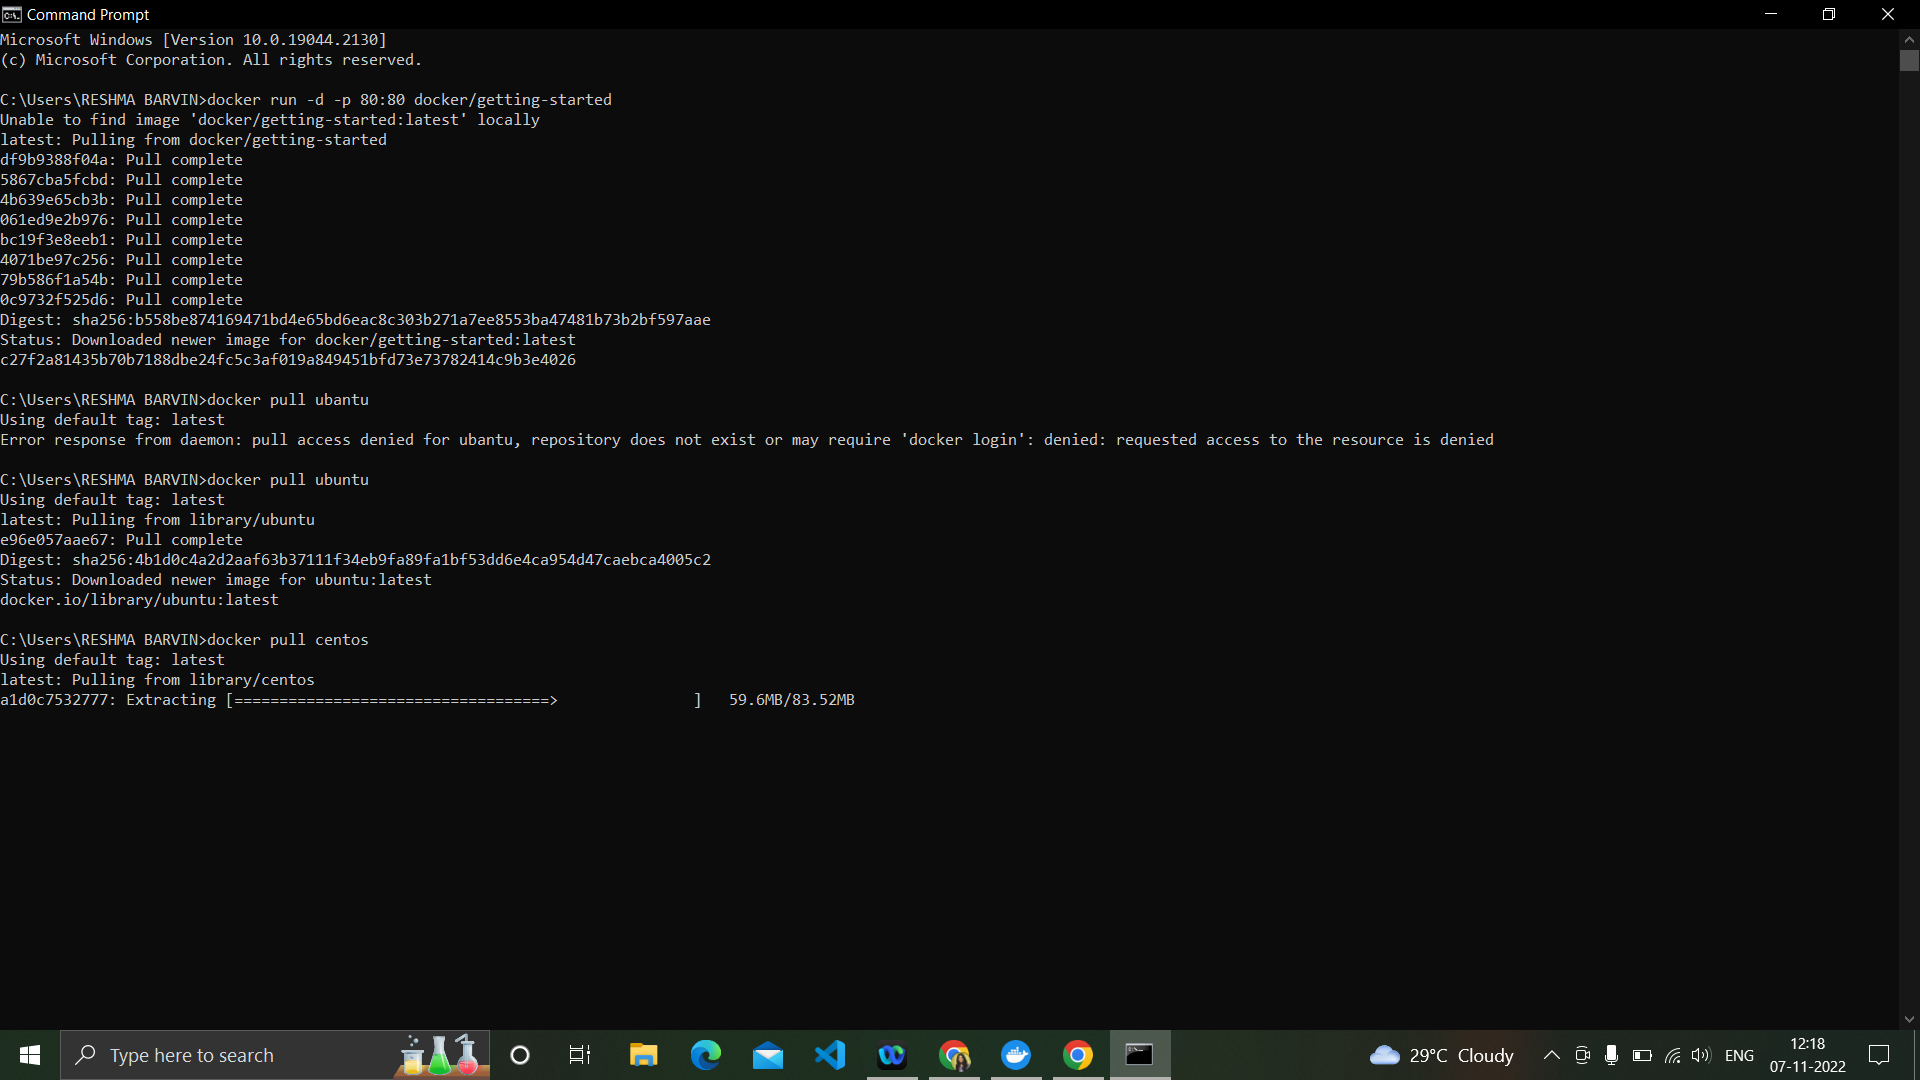 Command Prompt
Microsoft Windows [Version 10.0.19044.2130]
(c) Microsoft Corporation. All rights reserved.
C:\Users\RESHMA BARVIN>docker run -d -p 80:80 docker/getting-started
Unable to find image 'docker/getting-started:latest' locally
latest: Pulling from docker/getting-started
df9b9388f04a: Pull complete
5867cba5fcbd: Pull complete
4b639e65cb3b: Pull complete
061ed9e2b976: Pull complete
bc19f3e8eeb1: Pull complete
4071be97c256: Pull complete
79b586f1a54b: Pull complete
0c9732f525d6: Pull complete
Digest: sha256:b558be874169471bd4e65bd6eac8c303b271a7ee8553ba47481b73b2bf597aae
Status: Downloaded newer image for docker/getting-started:latest
c27f2a81435b70b7188dbe24fc5c3af019a849451bfd73e73782414c9b3e4026
C:\Users\RESHMA BARVIN>docker pull ubantu
Using default tag: latest
Error response from daemon: pull access denied for ubantu, repository does not exist or may require 'docker login': denied: requested access to the resource is denied
C:\Users\RESHMA BARVIN>docker pull ubuntu
Using default tag: latest
latest: Pulling from library/ubuntu
e96e057aae67: Pull complete
Digest: sha256:4b1d0c4a2d2aaf63b37111f34eb9fa89fa1bf53dd6e4ca954d47caebca4005c2
Status: Downloaded newer image for ubuntu:latest
docker.io/library/ubuntu:latest
C:\Users\RESHMA BARVIN>docker pull centos
Using default tag: latest
latest: Pulling from library/centos
a1d0c7532777: Extracting [===================================>               ]   59.6MB/83.52MB
Type here to search
29°C Cloudy
ENG
12:18
07-11-2022